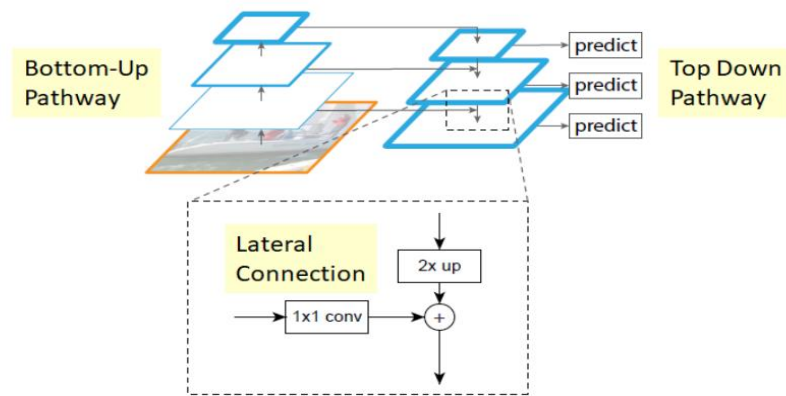 Bottom-Up
Pathway
predict
predict
predict
Top Down
Pathway
Lateral
Connection
2x up
1x1 conv
+